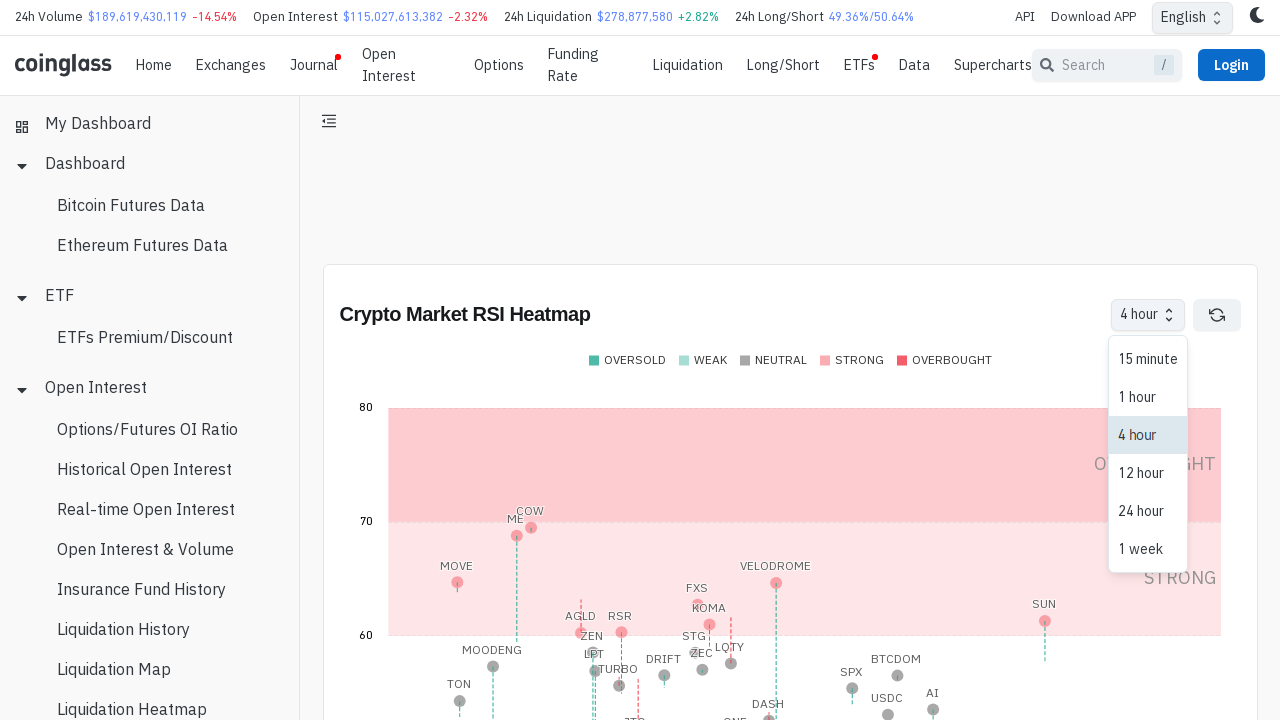 24h Volume $189,619,430,119 -14.54% Open Interest $115,027,613,382 -2.32% 24h Liquidation $278,877,580 +2.82% 24h Long/Short 49.36%/50.64% API Download APP English
coinglass Home Exchanges Journal Open Interest Options Funding Rate Liquidation Long/Short ETFs Data Supercharts Search / Login
My Dashboard
Dashboard
Bitcoin Futures Data
Ethereum Futures Data
ETF
ETFs Premium/Discount
Open Interest
Options/Futures OI Ratio
Historical Open Interest
Real-time Open Interest
Open Interest & Volume
Insurance Fund History
Liquidation History
Liquidation Map
Liquidation Heatmap
Crypto Market RSI Heatmap
4 hour
OVERSOLD WEAK NEUTRAL STRONG OVERBOUGHT
15 minute
1 hour
4 hour
12 hour
24 hour
1 week
80
70
COW
ME
MOVE
VELODROME
STRONG
FXS
KOMA
SUN
AGLD
RSR
60
ZEN
STG
MOODENG
LPT
ZEC
LQTY
DRIFT
BTCDOM
TURBO
SPX
TON
AI
USDC
DASH